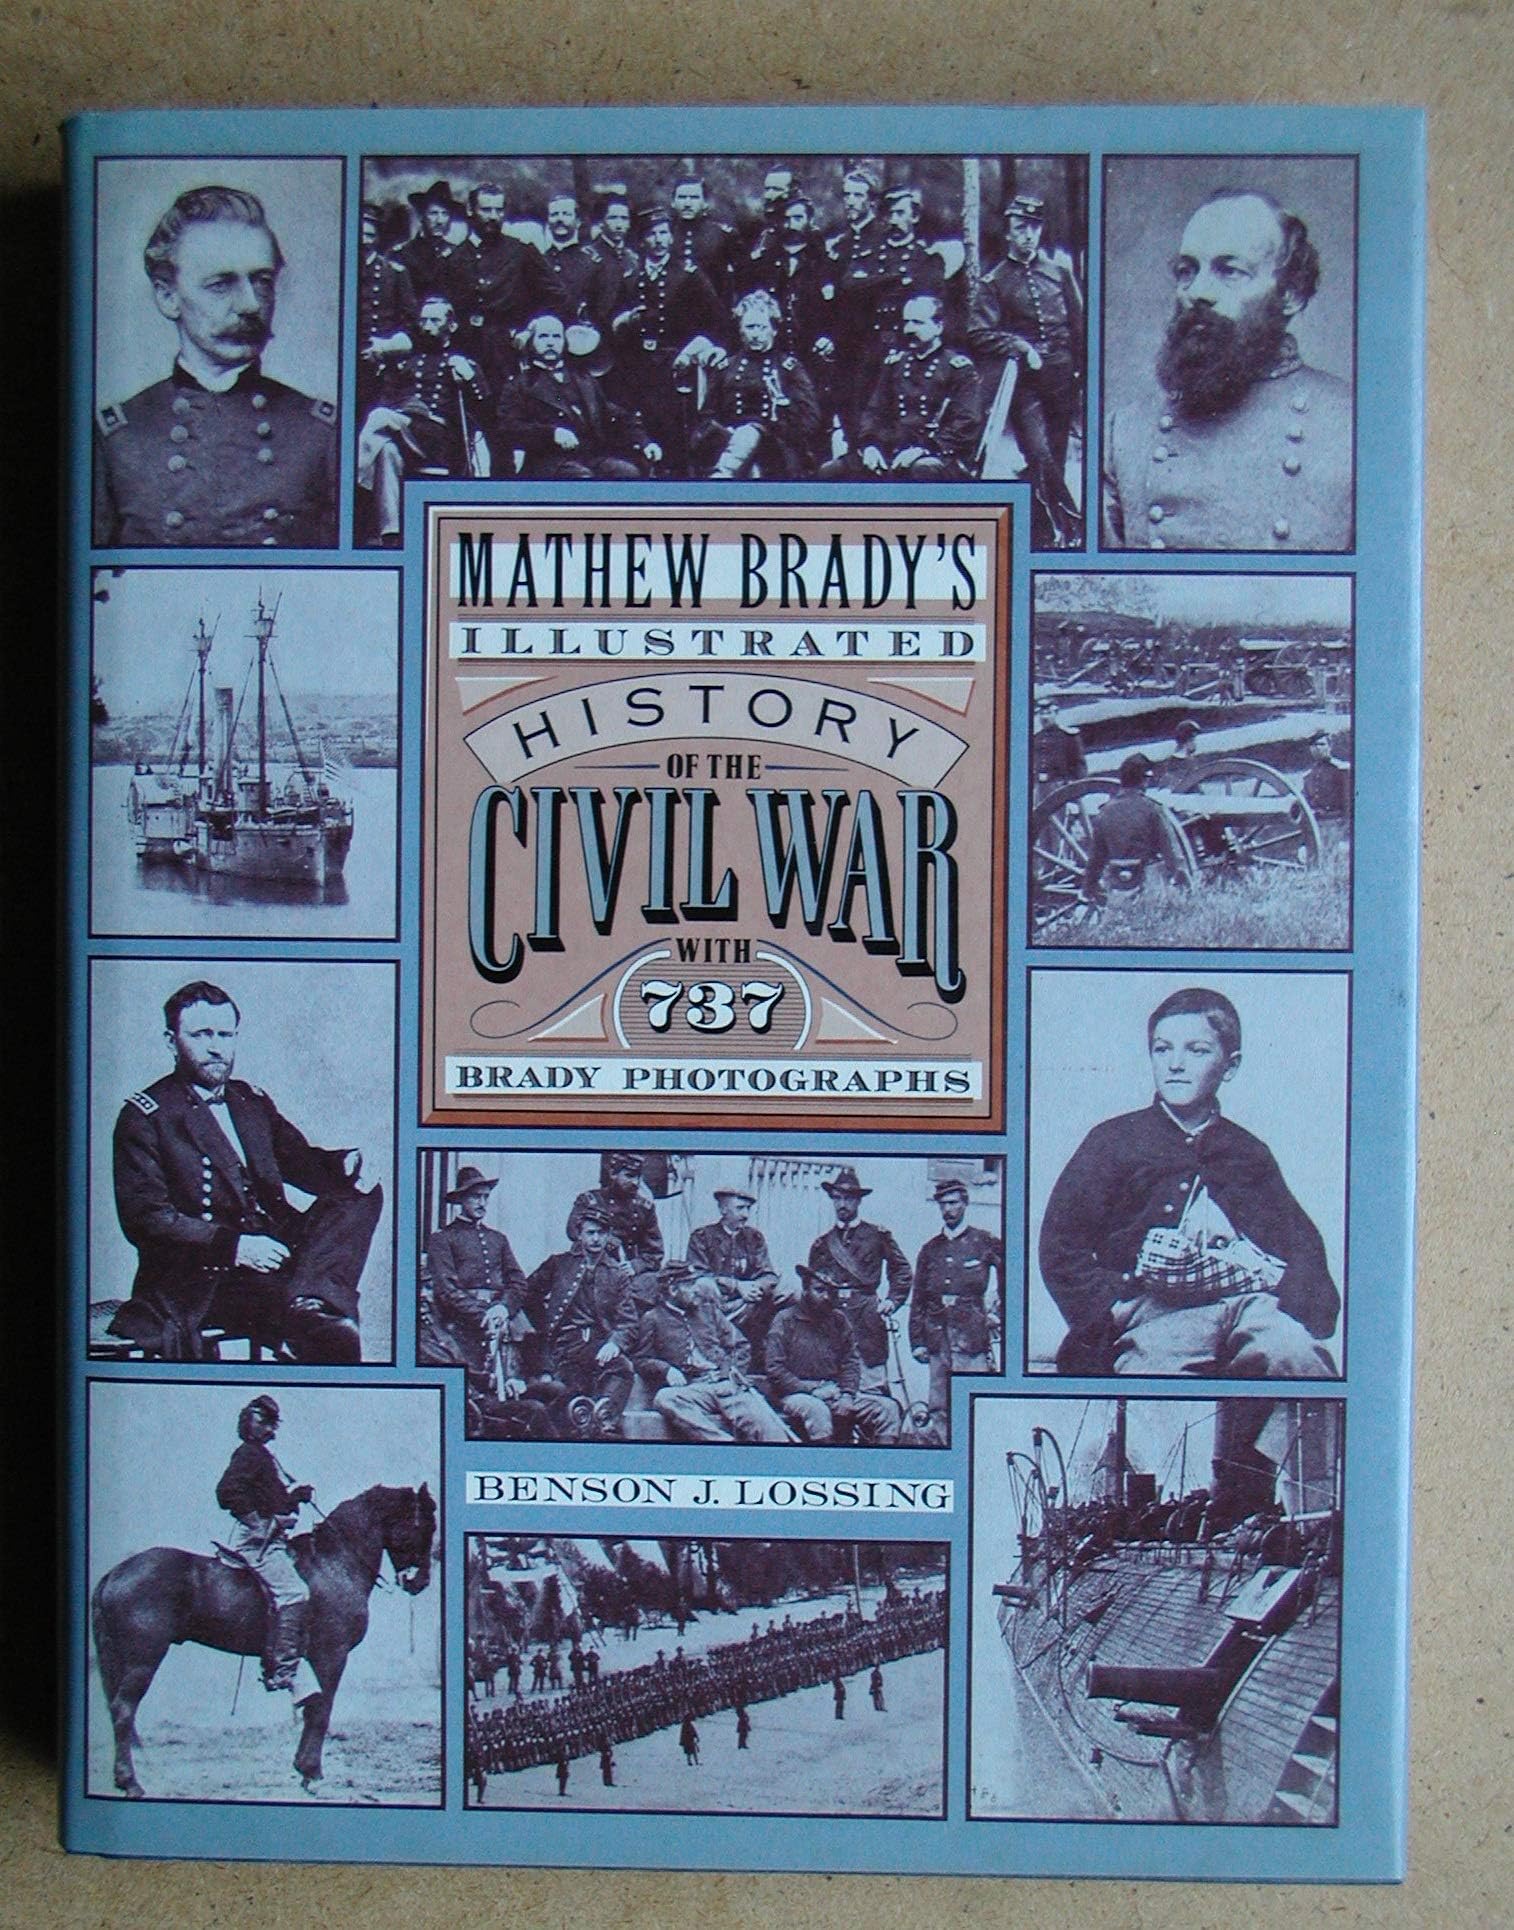 MATHEW BRADY'S
ILLUSTRATED
HISTORY
OF THE
CIVIL WAR
WITH
737
BRADY PHOTOGRAPHS
BENSON J. LOSSING